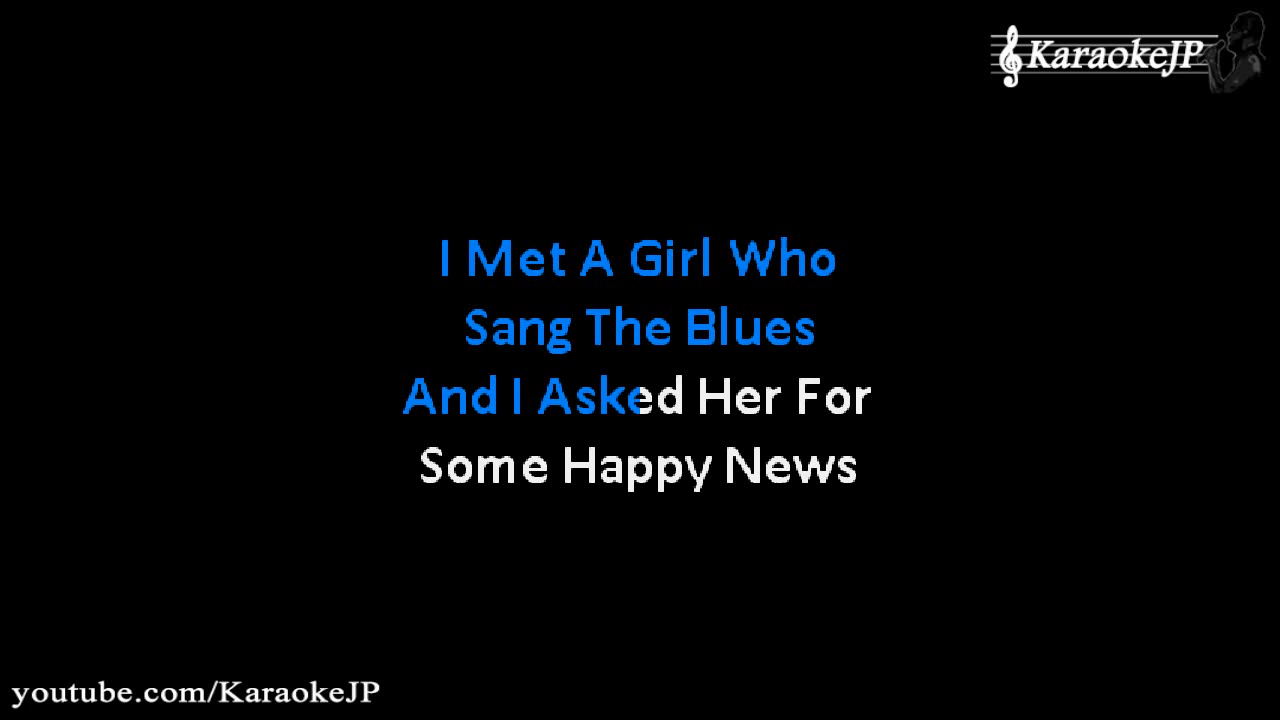 KaraokeJP
I Met A Girl Who
Sang The Blues
And I Asked Her For
Some Happy News
youtube.com/KaraokeJP